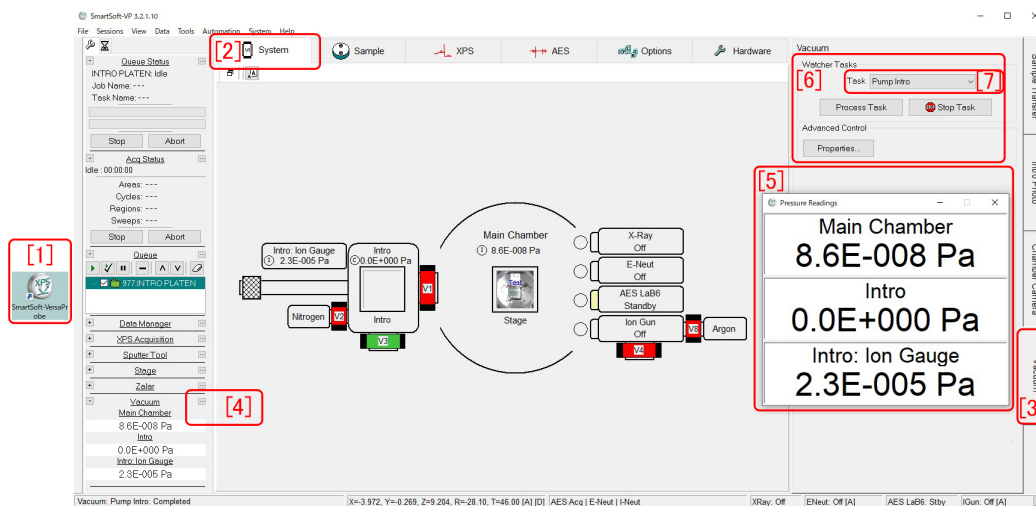 SmartSoft-VP 3.2.1.10
File Sessions View Data Tools Automation System Help
[1]
XPS
SmartSoft-VersaPr
obe
Queue Status
INTRO PLATEN: Idle
Job Name:---
Task Name:---
Stop Abort
Acq Status
Idle : 00:00:00
Areas: ---
Cycles: ---
Regions: ---
Sweeps: ---
Stop Abort
Queue
977.INTRO PLATEN
Data Manager
XPS Acquisition
Sputter Tool
Stage
Zalar
Vacuum
[4]
Main Chamber
8.6E-008 Pa
Intro
0.0E+000 Pa
Intro: Ion Gauge
2.3E-005 Pa
[2] System
Sample
XPS
AES
Options
Hardware
Intro: Ion Gauge
2.3E-005 Pa
Intro
0.0E+000 Pa
Intro
V1
Nitrogen
V2
V3
Main Chamber
8.6E-008 Pa
Test
Stage
X-Ray
Off
E-Neut
Off
AES LaB6
Standby
Ion Gun
Off
V8
Argon
V4
Vacuum
Watcher Tasks
[6]
Task Pump Intro
[7]
Process Task
Stop Task
Advanced Control
Properties...
[5]
Pressure Readings
Main Chamber
8.6E-008 Pa
Intro
0.0E+000 Pa
Intro: Ion Gauge
2.3E-005 Pa
Sample Transfer
Intro Photo
Chamber Camera
Vacuum
[3]
Vacuum: Pump Intro: Completed
X=-3.972, Y=-0.269, Z=9.204, R=-28.10, T=46.00 [A] [D]
AES Acq | E-Neut | I-Neut
XRay: Off
ENeut: Off [A]
AES LaB6: Stby
IGun: Off [A]